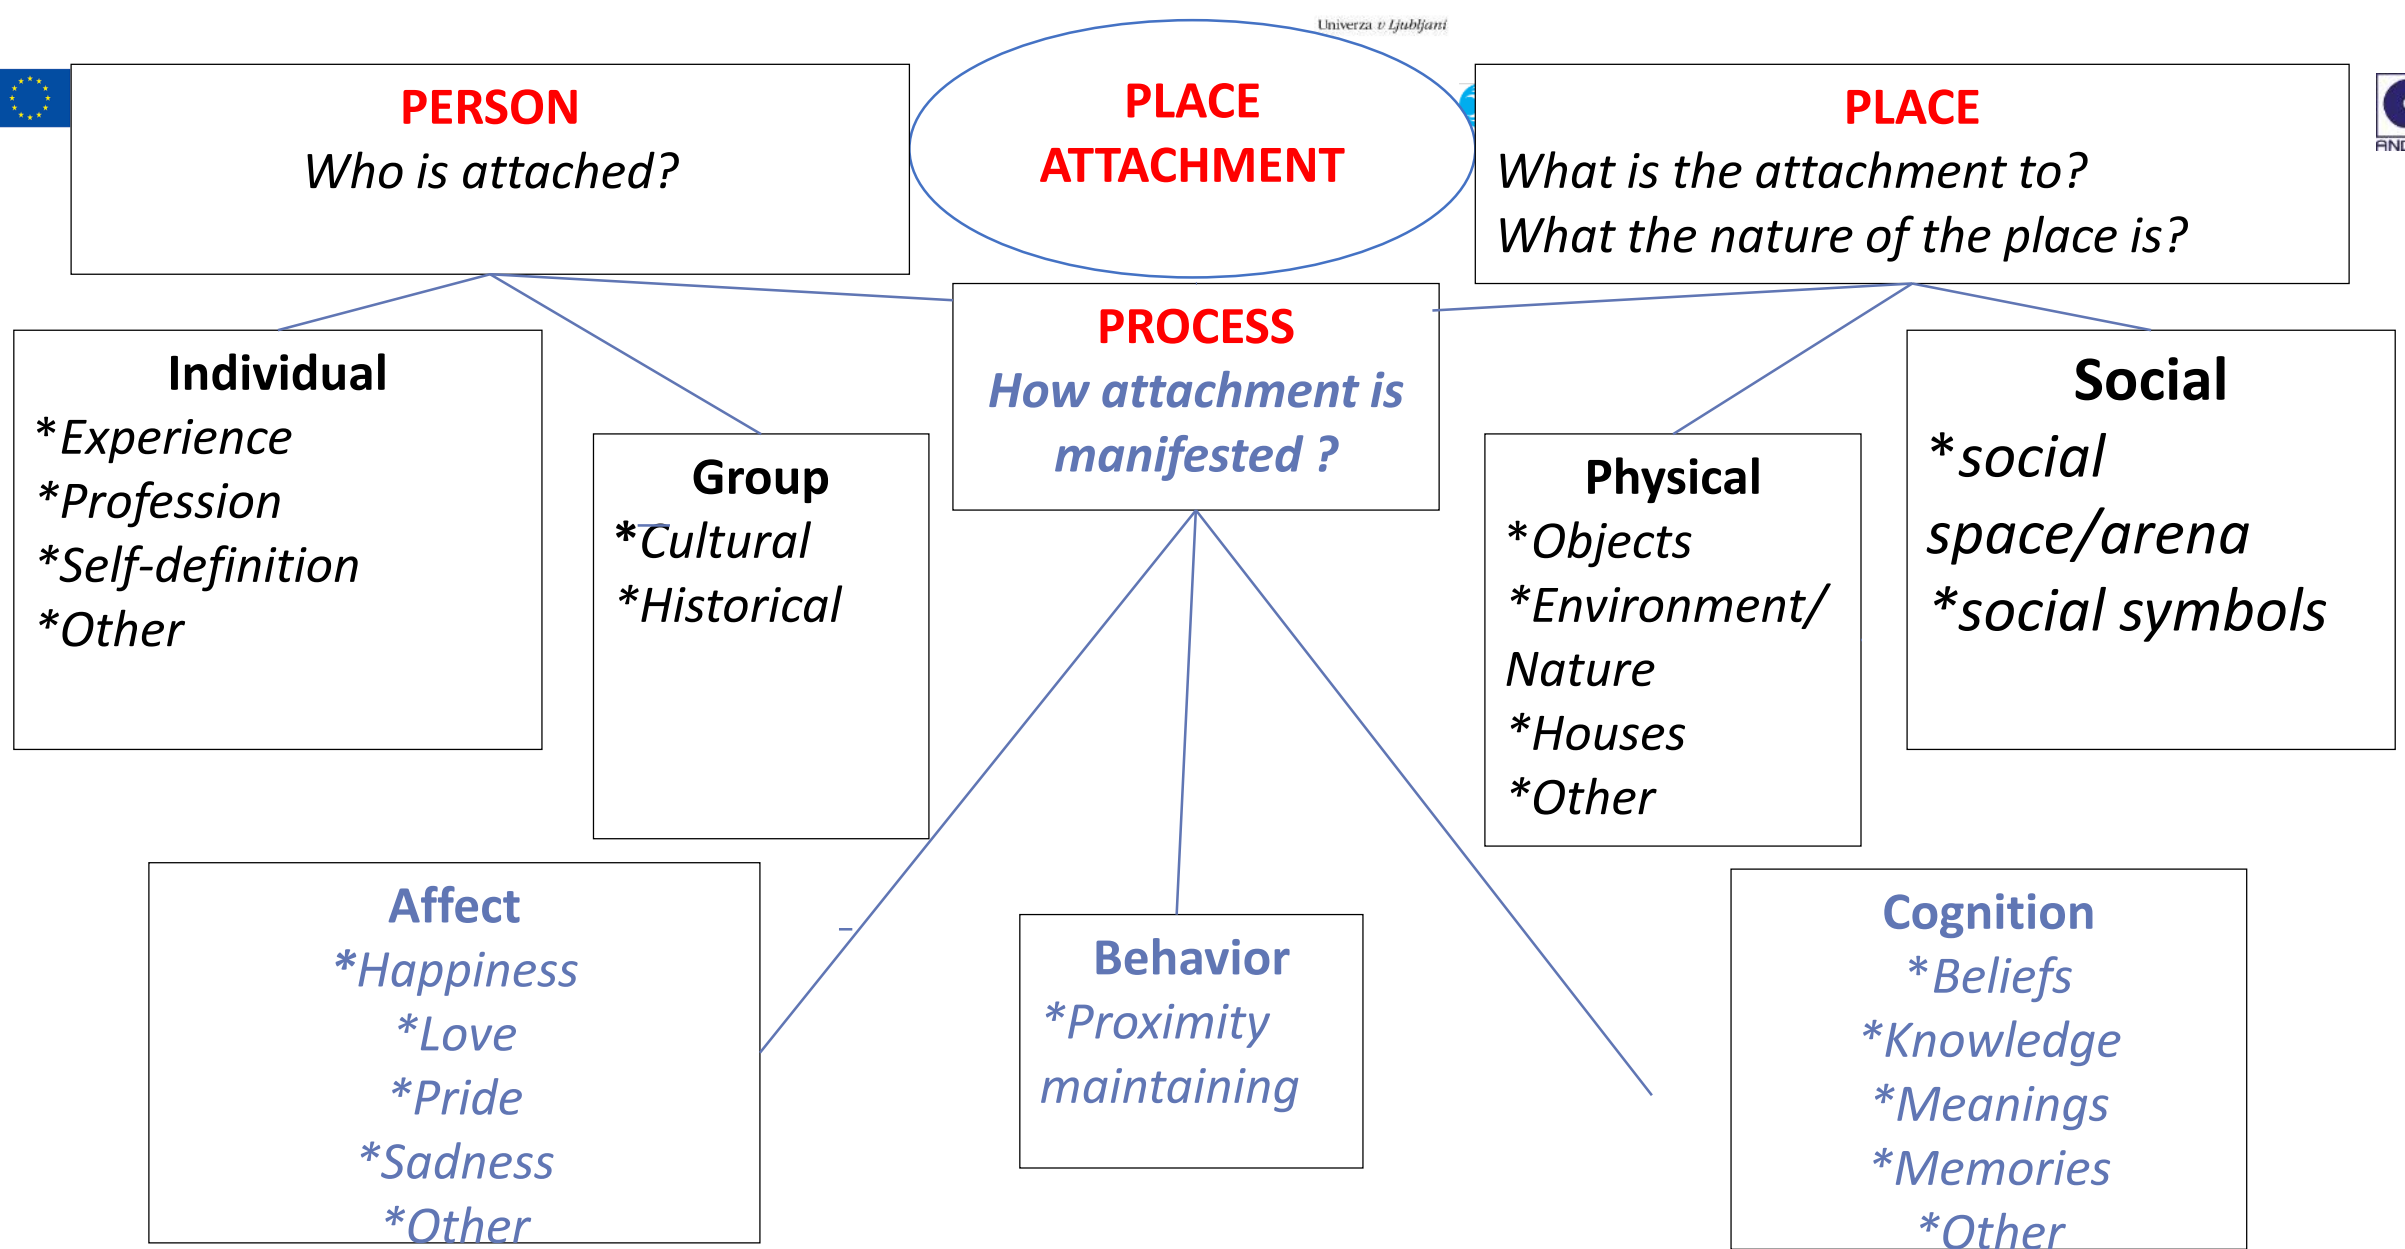 Univerza v Ljubljani
PERSON
Who is attached?
PLACE
ATTACHMENT
PLACE
What is the attachment to?
What the nature of the place is?
PROCESS
How attachment is
manifested ?
Individual
*Experience
*Profession
*Self-definition
*Other
Group
*Cultural
*Historical
Physical
*Objects
*Environment/
Nature
*Houses
*Other
Social
*social
space/arena
*social symbols
Affect
*Happiness
*Love
*Pride
*Sadness
*Other
Behavior
*Proximity
maintaining
Cognition
*Beliefs
*Knowledge
*Meanings
*Memories
*Other